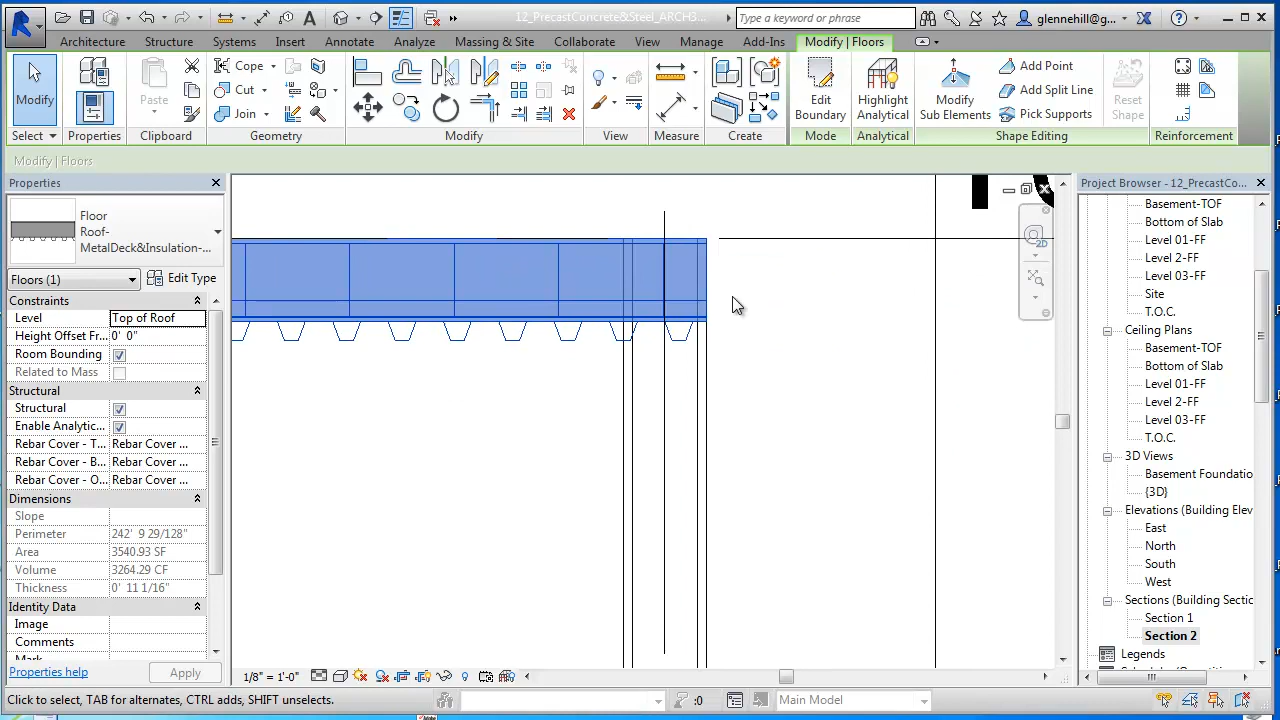 12_PrecastConcrete&Steel_ARCH3...
Type a keyword or phrase
glennehill@g...
Architecture
Structure
Systems
Insert
Annotate
Analyze
Massing & Site
Collaborate
View
Manage
Add-Ins
Modify | Floors
Modify
Properties
Paste
Cope
Cut
Join
Edit
Boundary
Highlight
Analytical
Modify
Sub Elements
Add Point
Add Split Line
Pick Supports
Reset
Shape
Select
Properties
Clipboard
Geometry
Modify
View
Measure
Create
Mode
Analytical
Shape Editing
Reinforcement
Modify | Floors
Properties
Floor
Roof-
MetalDeck&Insulation-...
Floors (1)
Edit Type
Constraints
Level
Top of Roof
Height Offset Fr...
0' 0"
Room Bounding
Related to Mass
Structural
Structural
Enable Analytic...
Rebar Cover - T...
Rebar Cover ...
Rebar Cover - B...
Rebar Cover ...
Rebar Cover - O...
Rebar Cover ...
Dimensions
Slope
Perimeter
242' 9 29/128"
Area
3540.93 SF
Volume
3264.29 CF
Thickness
0' 11 1/16"
Identity Data
Image
Comments
Mark
Properties help
Apply
2D
1/8" = 1'-0"
Project Browser - 12_PrecastCo...
Basement-TOF
Bottom of Slab
Level 01-FF
Level 2-FF
Level 03-FF
Site
T.O.C.
Ceiling Plans
Basement-TOF
Bottom of Slab
Level 01-FF
Level 2-FF
Level 03-FF
T.O.C.
3D Views
Basement Foundatio
{3D}
Elevations (Building Elev
East
North
South
West
Sections (Building Sectic
Section 1
Section 2
Legends
Click to select, TAB for alternates, CTRL adds, SHIFT unselects.
:0
Main Model